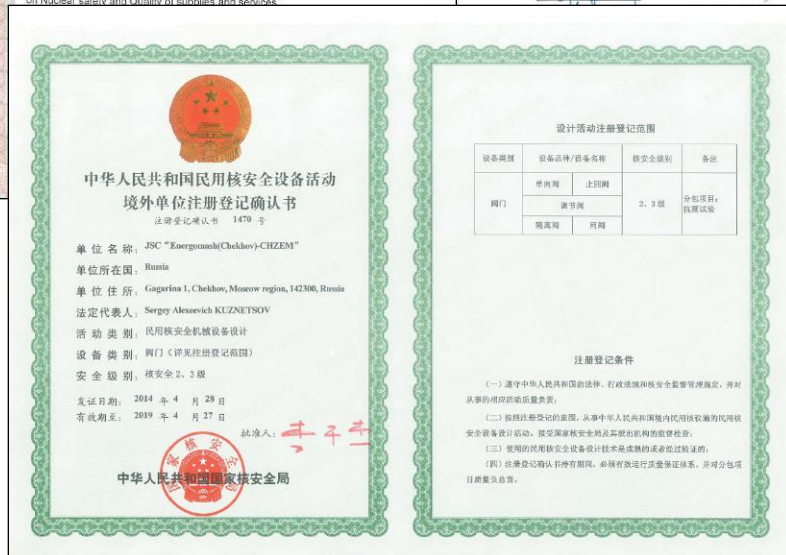 on Nuclear safety and Quality of supplies and services
中华人民共和国民用核安全设备活动
境外单位注册登记确认书
注册登记确认书 1470 号
单位名称: JSC "Energomash(Chekhov)-CHZEM"
单位所在国: Russia
单位住所: Gagarina 1, Chekhov, Moscow region, 142300, Russia
法定代表人: Sergey Alexeevich KUZNETSOV
活动类别: 民用核安全机械设备设计
设备类别: 阀门（详见注册登记范围）
安全级别: 核安全2、3级
发证日期: 2014 年 4 月 28 日
有效期至: 2019 年 4 月 27 日
批准人:
国家核安全局
中华人民共和国国家核安全局
设计活动注册登记范围
设备类别 设备品种/设备名称 核安全级别 备注
阀门 单向阀 止回阀 2、3级 分包项目: 抗震试验
调节阀
隔离阀 闸阀
注册登记条件
（一）遵守中华人民共和国的法律、行政法规和核安全监督管理规定，并对
从事的相应活动质量负责;
（二）按照注册登记的范围，从事中华人民共和国境内民用核设施的民用核
安全设备设计活动，接受国家核安全局及其派出机构的监督检查;
（三）使用的民用核安全设备设计技术是成熟的或者经过验证的;
（四）注册登记确认书持有期间，必须有效运行质量保证体系，并对分包项
目质量负总责。